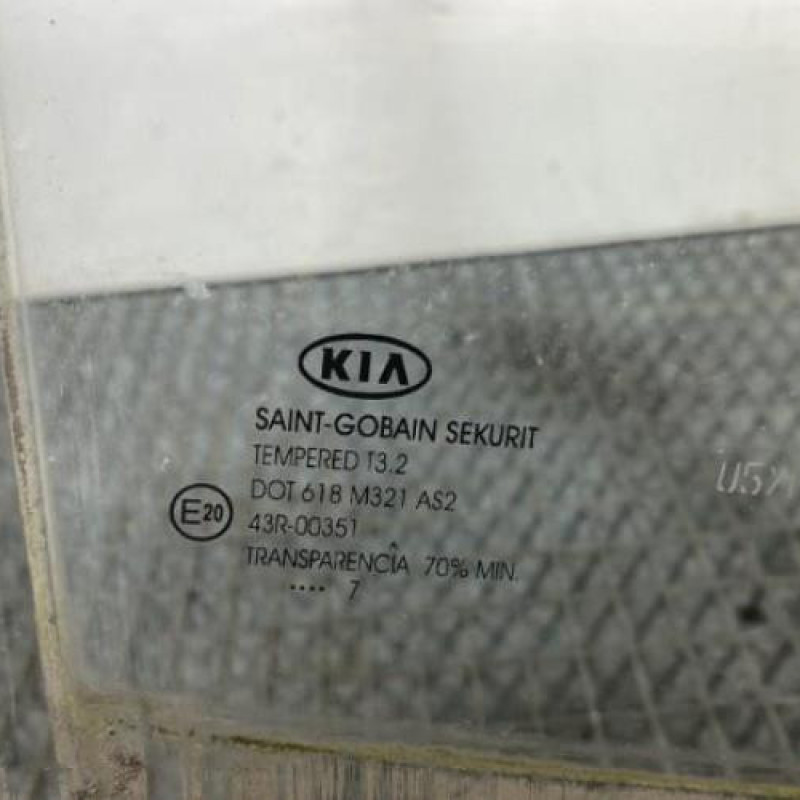 KIA
SAINT-GOBAIN SEKURIT
TEMPERED T3.2
DOT 618 M321 AS2
E20
43R-00351
TRANSPARENCIA 70% MIN.
.... 7